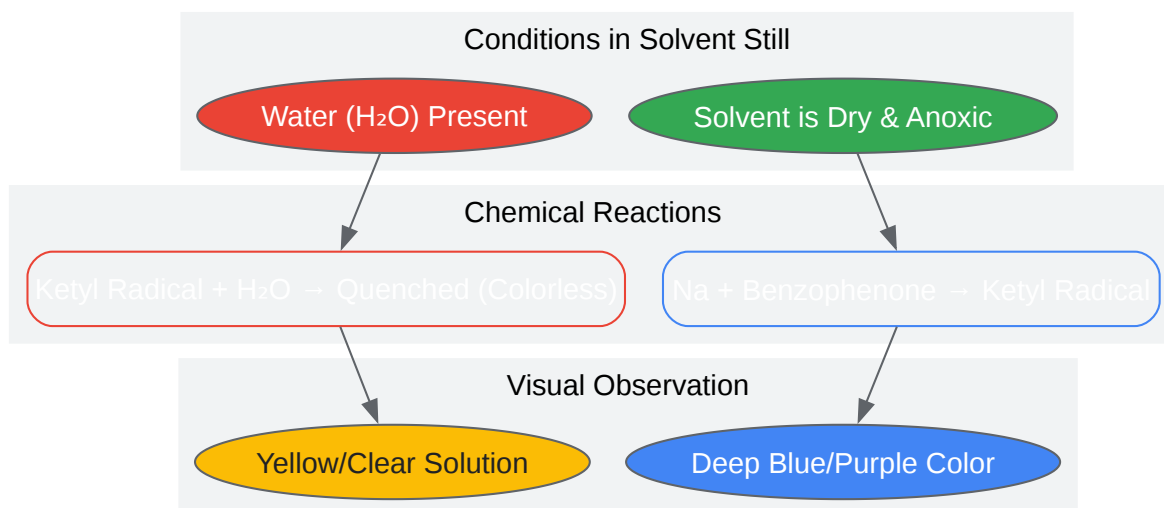 Conditions in Solvent Still
Water (H₂O) Present
Solvent is Dry & Anoxic
Chemical Reactions
Ketyl Radical + H₂O → Quenched (Colorless)
Na + Benzophenone → Ketyl Radical
Visual Observation
Yellow/Clear Solution
Deep Blue/Purple Color